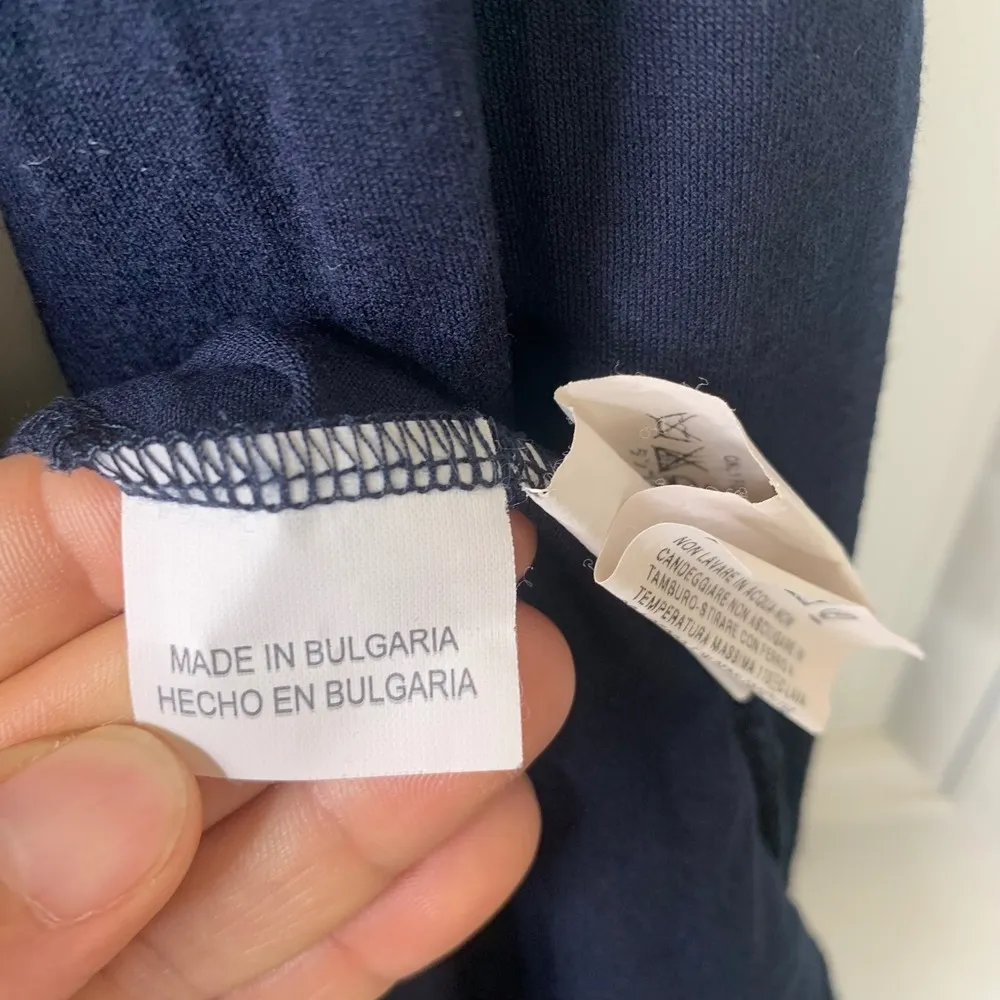 MADE IN BULGARIA
HECHO EN BULGARIA
NON LAVARE IN ACQUA-NON
CANDEGGIARE-NON ASCIUGARE IN
TAMBURO-STIRARE CON FERRO A
TEMPERATURA MASSIMA